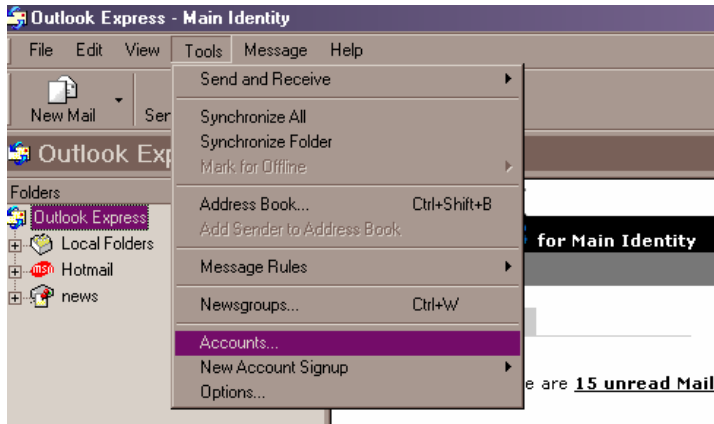 Outlook Express - Main Identity
File Edit View Tools Message Help
Send and Receive
New Mail
Synchronize All
Synchronize Folder
Mark for Offline
Outlook
Folders
Address Book... Ctrl+Shift+B
Outlook Express
Add Sender to Address Book
Local Folders
for Main Identity
Hotmail
Message Rules
news
Newsgroups... Ctrl+W
Accounts...
New Account Signup
are 15 unread Mail
Options...